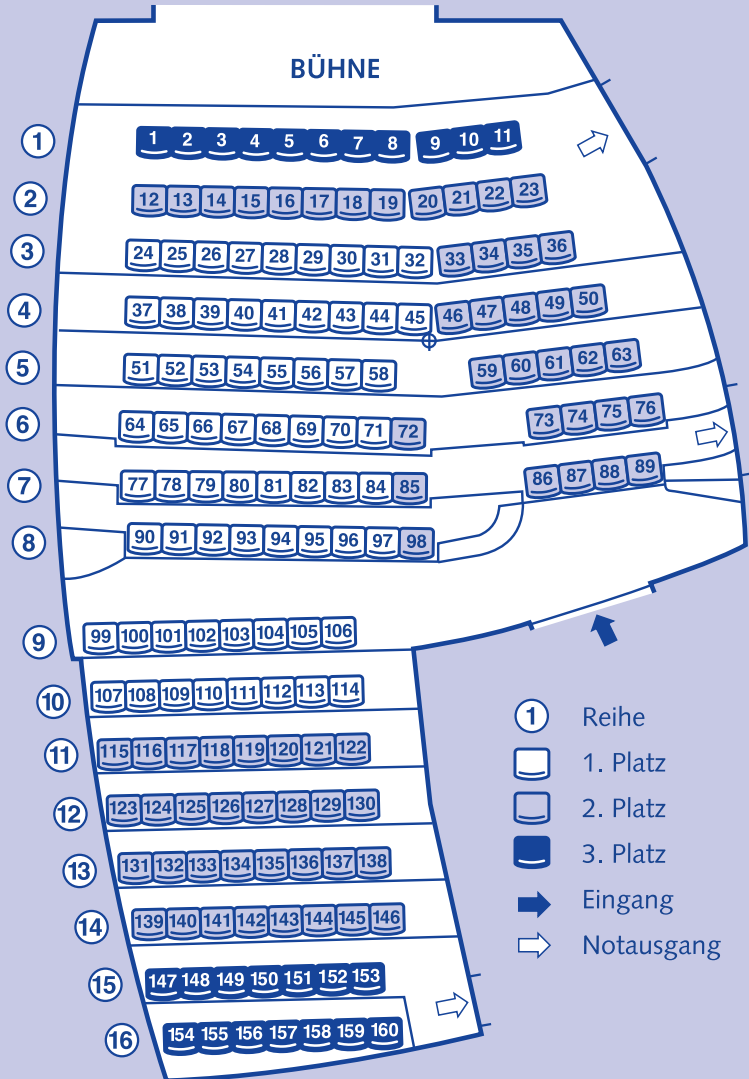 BÜHNE
1 1 2 3 4 5 6 7 8 9 10 11
2 12 13 14 15 16 17 18 19 20 21 22 23
3 24 25 26 27 28 29 30 31 32 33 34 35 36
4 37 38 39 40 41 42 43 44 45 46 47 48 49 50
5 51 52 53 54 55 56 57 58 59 60 61 62 63
6 64 65 66 67 68 69 70 71 72 73 74 75 76
7 77 78 79 80 81 82 83 84 85 86 87 88 89
8 90 91 92 93 94 95 96 97 98
9 99 100 101 102 103 104 105 106
10 107 108 109 110 111 112 113 114
11 115 116 117 118 119 120 121 122
12 123 124 125 126 127 128 129 130
13 131 132 133 134 135 136 137 138
14 139 140 141 142 143 144 145 146
15 147 148 149 150 151 152 153
16 154 155 156 157 158 159 160
1 Reihe
1. Platz
2. Platz
3. Platz
Eingang
Notausgang